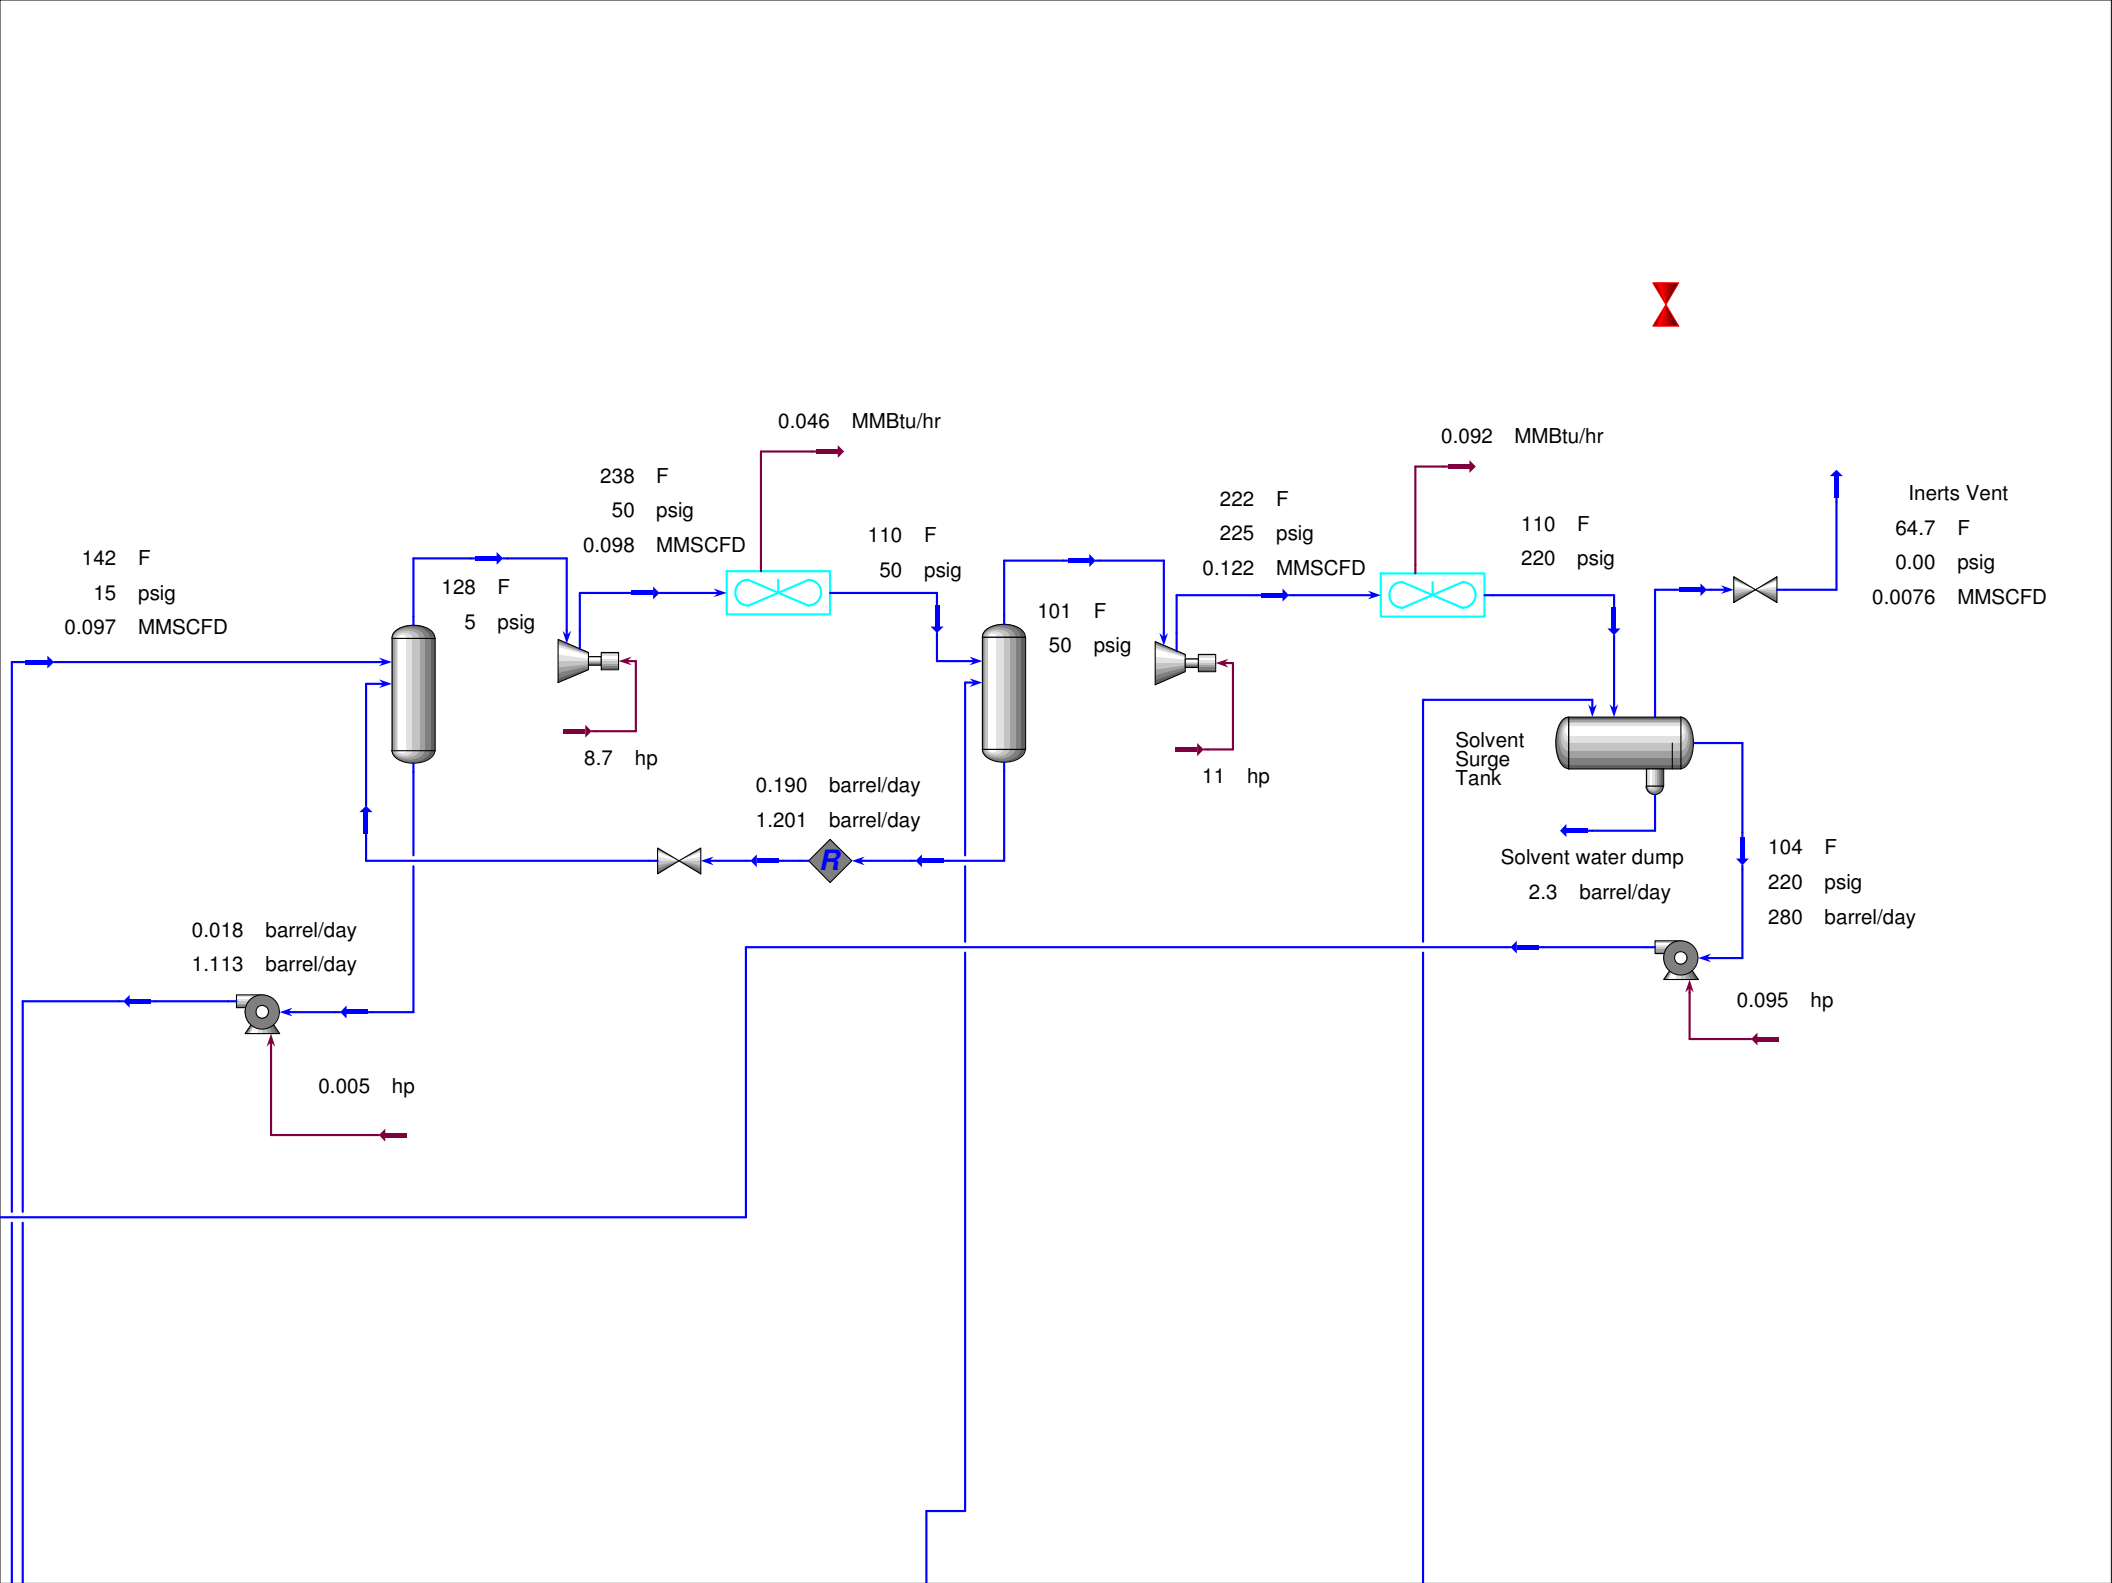 0.046 MMBtu/hr
0.092 MMBtu/hr
238 F
50 psig
0.098 MMSCFD
222 F
225 psig
0.122 MMSCFD
Inerts Vent
64.7 F
0.00 psig
0.0076 MMSCFD
110 F
220 psig
110 F
50 psig
142 F
15 psig
0.097 MMSCFD
128 F
5 psig
101 F
50 psig
8.7 hp
11 hp
Solvent
Surge
Tank
0.190 barrel/day
1.201 barrel/day
R
Solvent water dump
2.3 barrel/day
104 F
220 psig
280 barrel/day
0.018 barrel/day
1.113 barrel/day
0.095 hp
0.005 hp